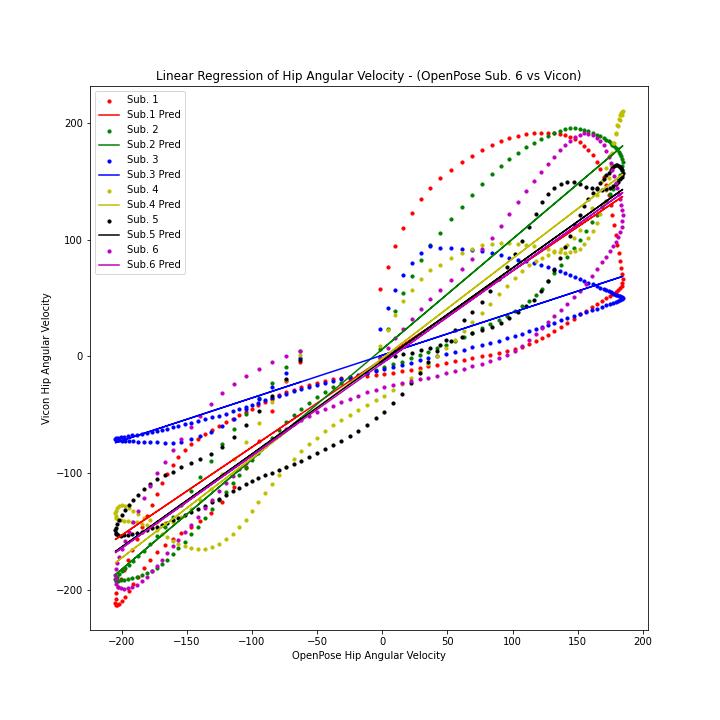 Linear Regression of Hip Angular Velocity - (OpenPose Sub. 6 vs Vicon)
Sub. 1
Sub.1 Pred
Sub. 2
Sub.2 Pred
Sub. 3
Sub.3 Pred
Sub. 4
Sub.4 Pred
Sub. 5
Sub.5 Pred
Sub. 6
Sub.6 Pred
Vicon Hip Angular Velocity
200
100
0
−100
−200
−200
−150
−100
−50
0
50
100
150
200
OpenPose Hip Angular Velocity